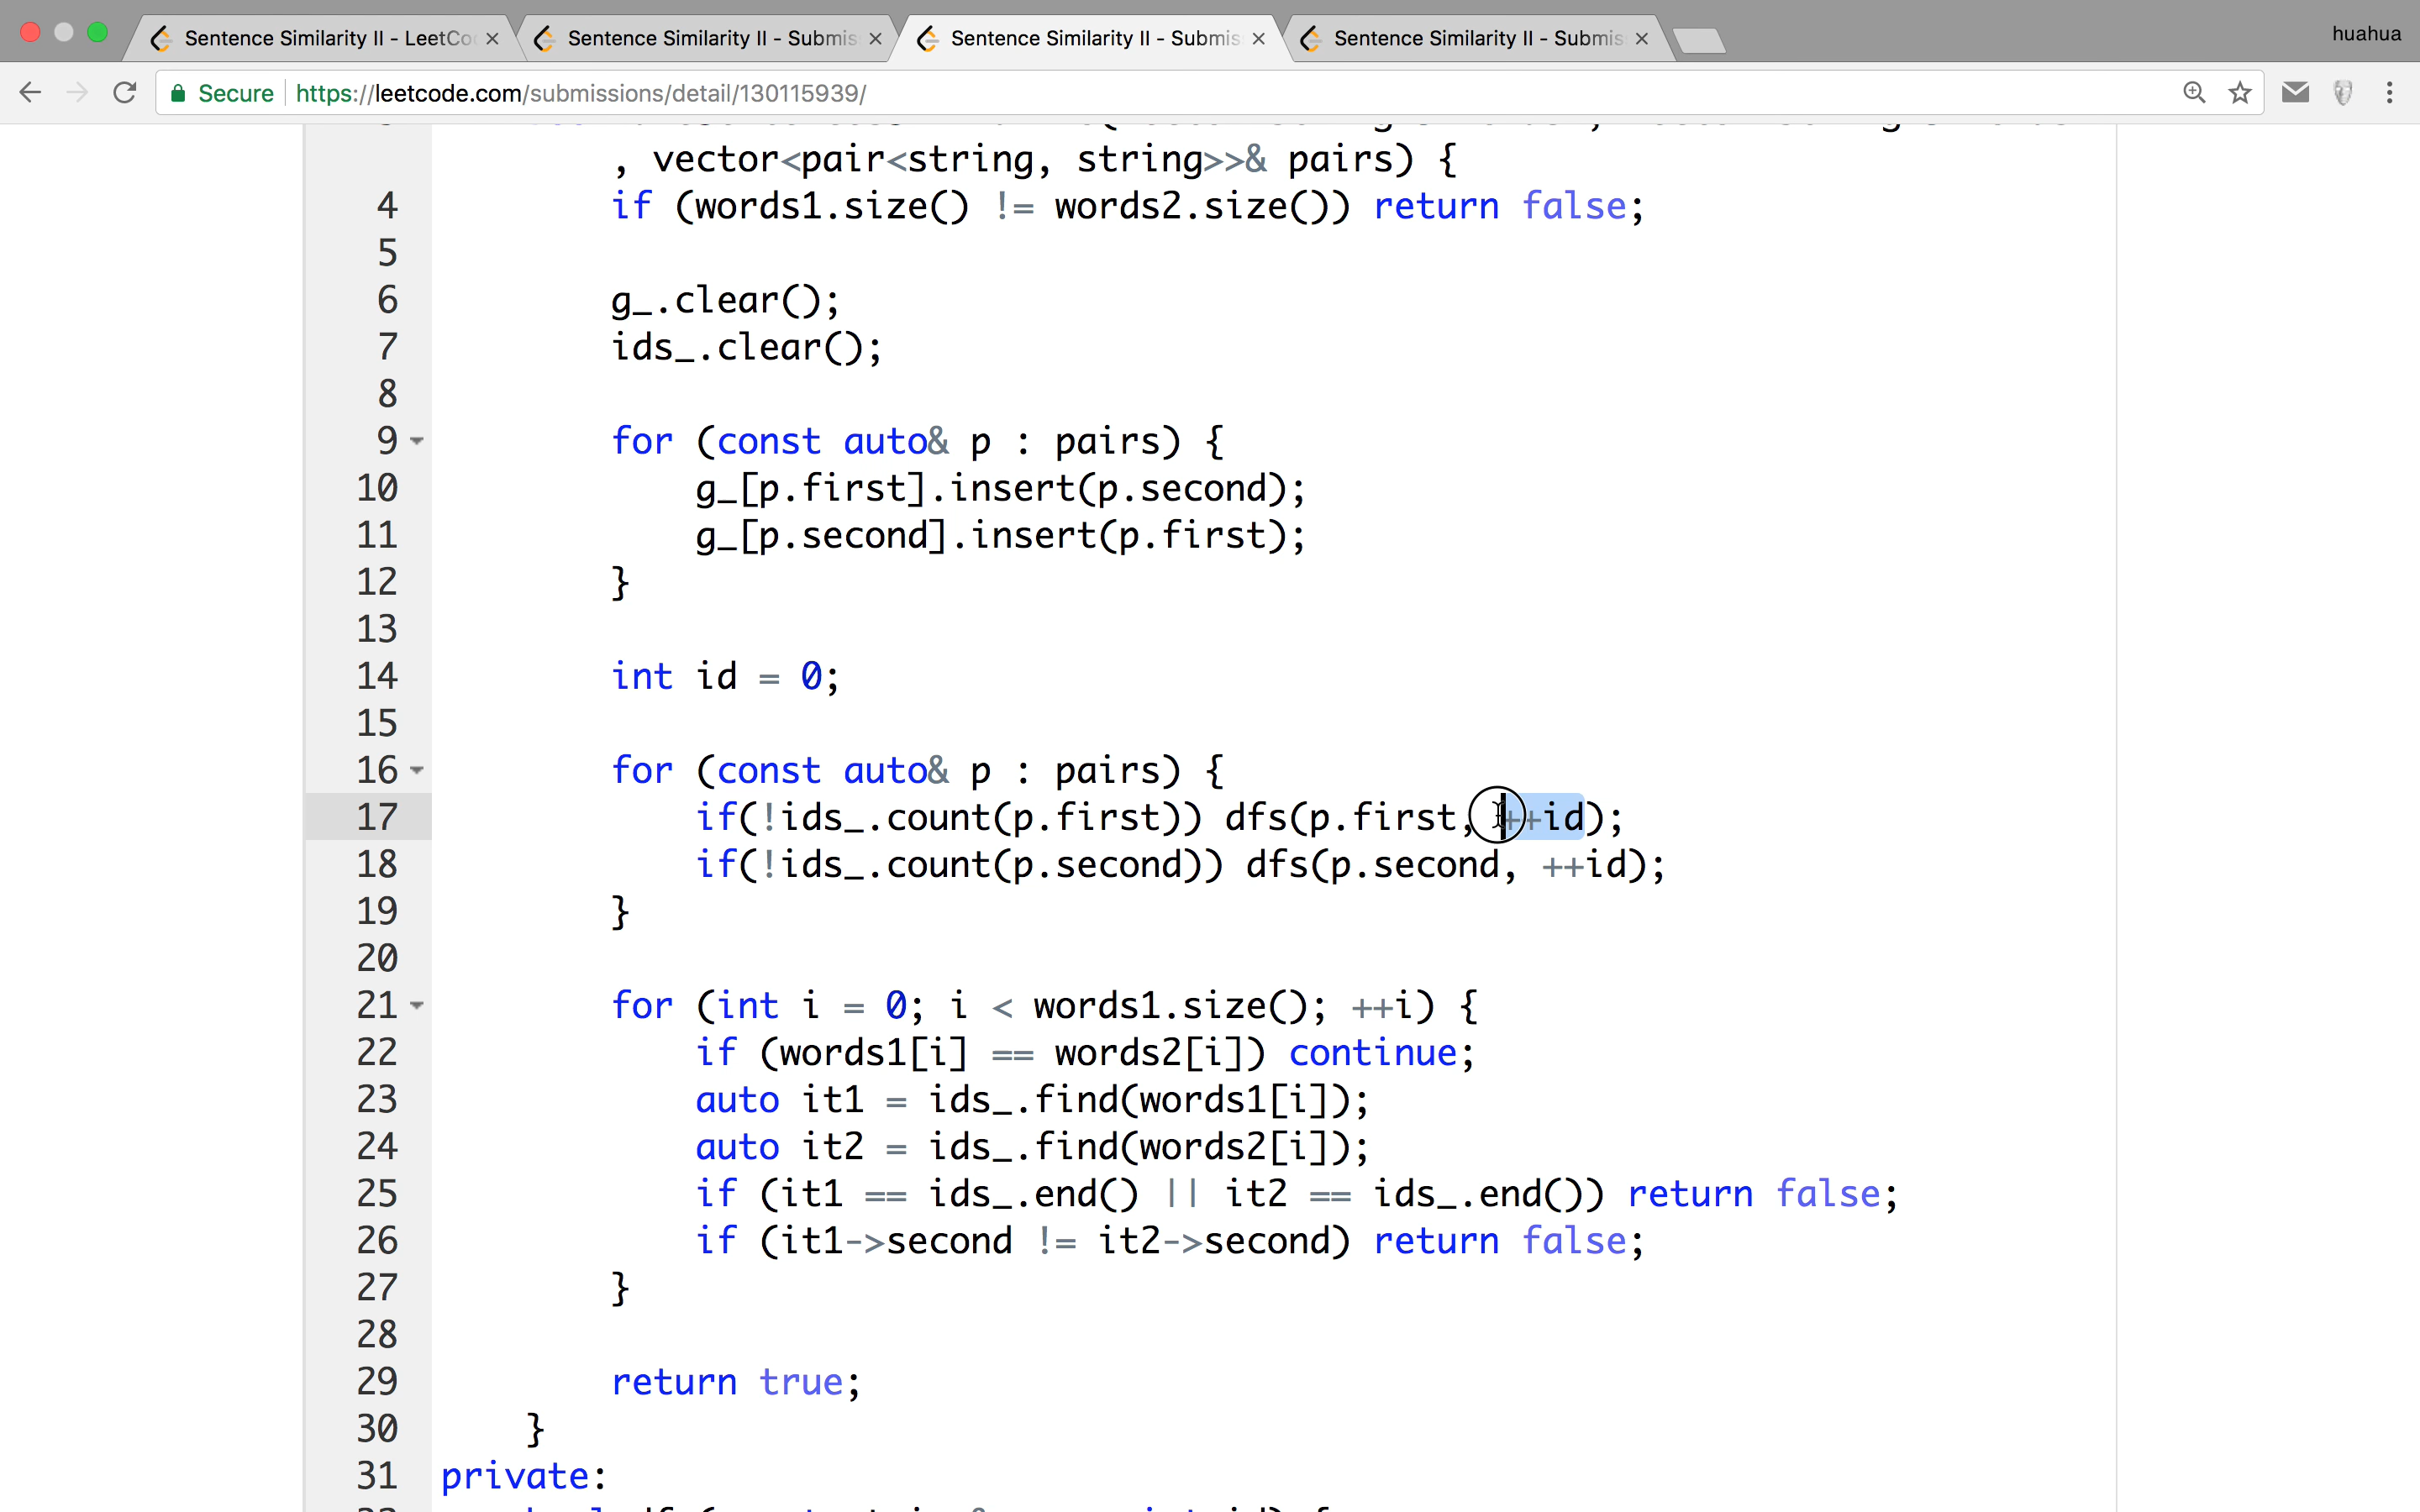 Sentence Similarity II - LeetCo
Sentence Similarity II - Submis
Sentence Similarity II - Submis
Sentence Similarity II - Submis
huahua
Secure https://leetcode.com/submissions/detail/130115939/
, vector<pair<string, string>>& pairs) {
4 if (words1.size() != words2.size()) return false;
5
6 g_.clear();
7 ids_.clear();
8
9 for (const auto& p : pairs) {
10 g_[p.first].insert(p.second);
11 g_[p.second].insert(p.first);
12 }
13
14 int id = 0;
15
16 for (const auto& p : pairs) {
17 if(!ids_.count(p.first)) dfs(p.first, ++id);
18 if(!ids_.count(p.second)) dfs(p.second, ++id);
19 }
20
21 for (int i = 0; i < words1.size(); ++i) {
22 if (words1[i] == words2[i]) continue;
23 auto it1 = ids_.find(words1[i]);
24 auto it2 = ids_.find(words2[i]);
25 if (it1 == ids_.end() || it2 == ids_.end()) return false;
26 if (it1->second != it2->second) return false;
27 }
28
29 return true;
30 }
31 private: